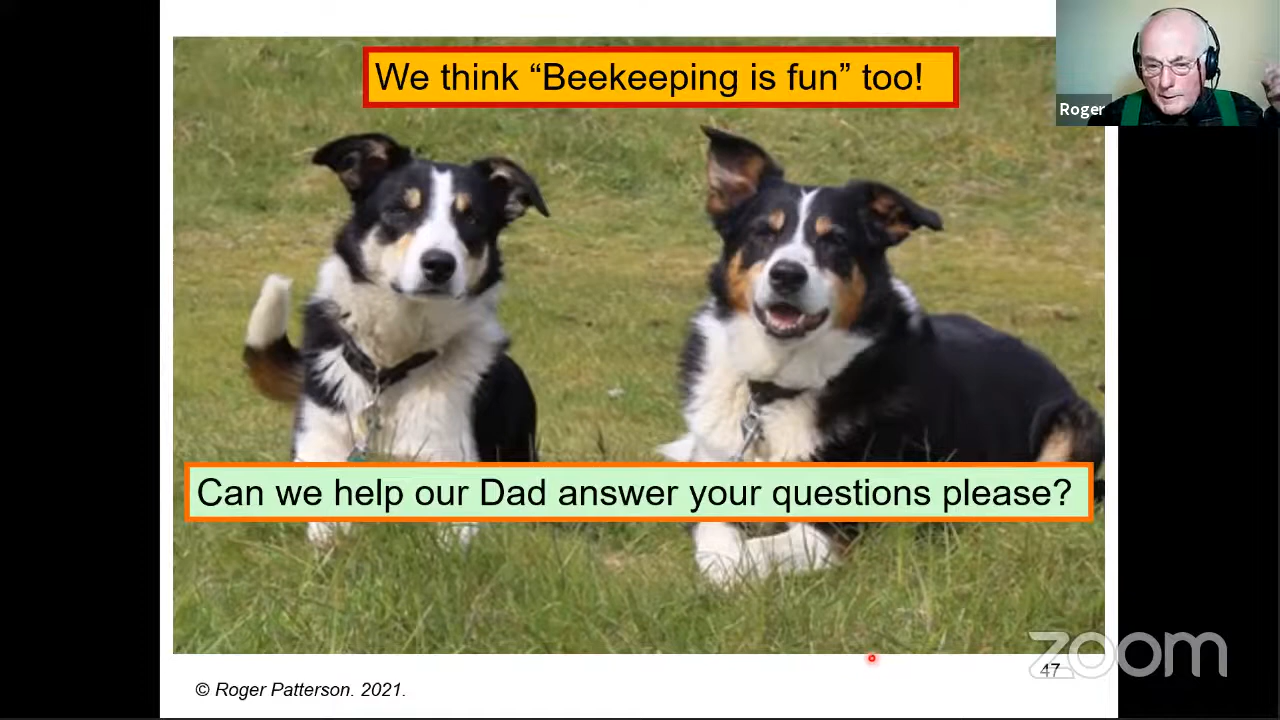 We think “Beekeeping is fun” too!
Roger
Can we help our Dad answer your questions please?
zoom
47
© Roger Patterson. 2021.